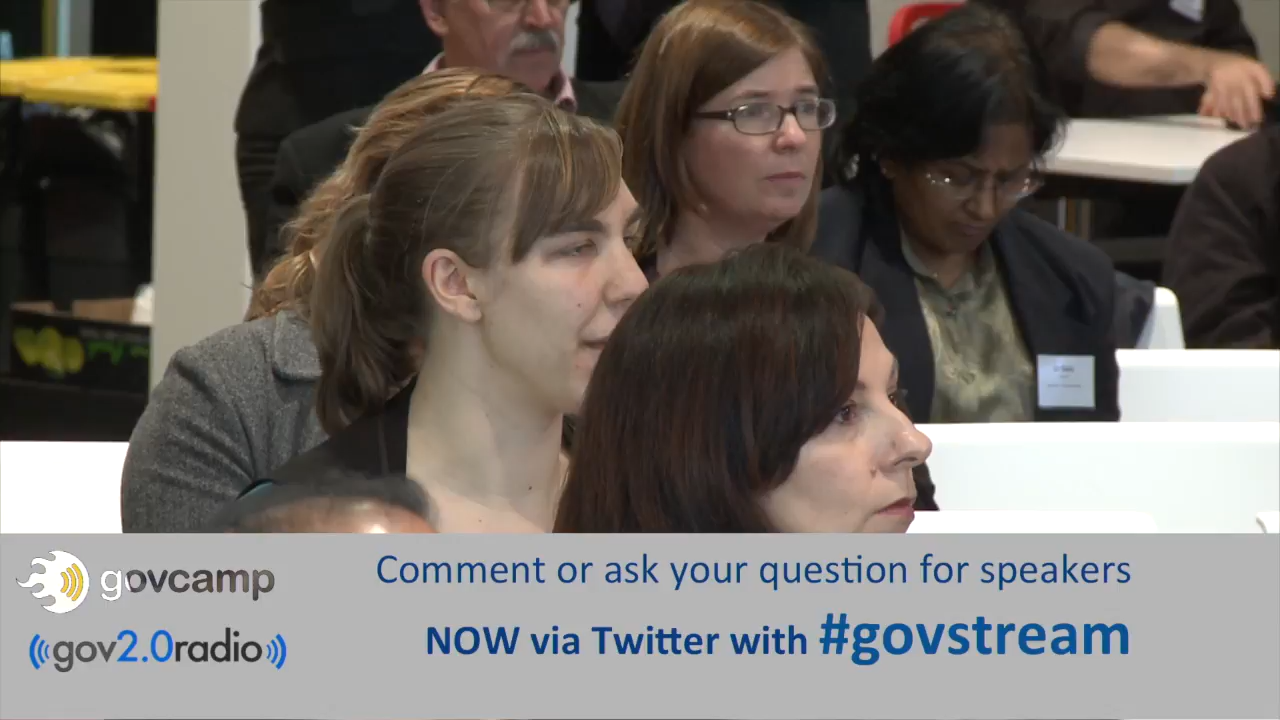 govcamp
gov2.0radio
Comment or ask your question for speakers
NOW via Twitter with #govstream